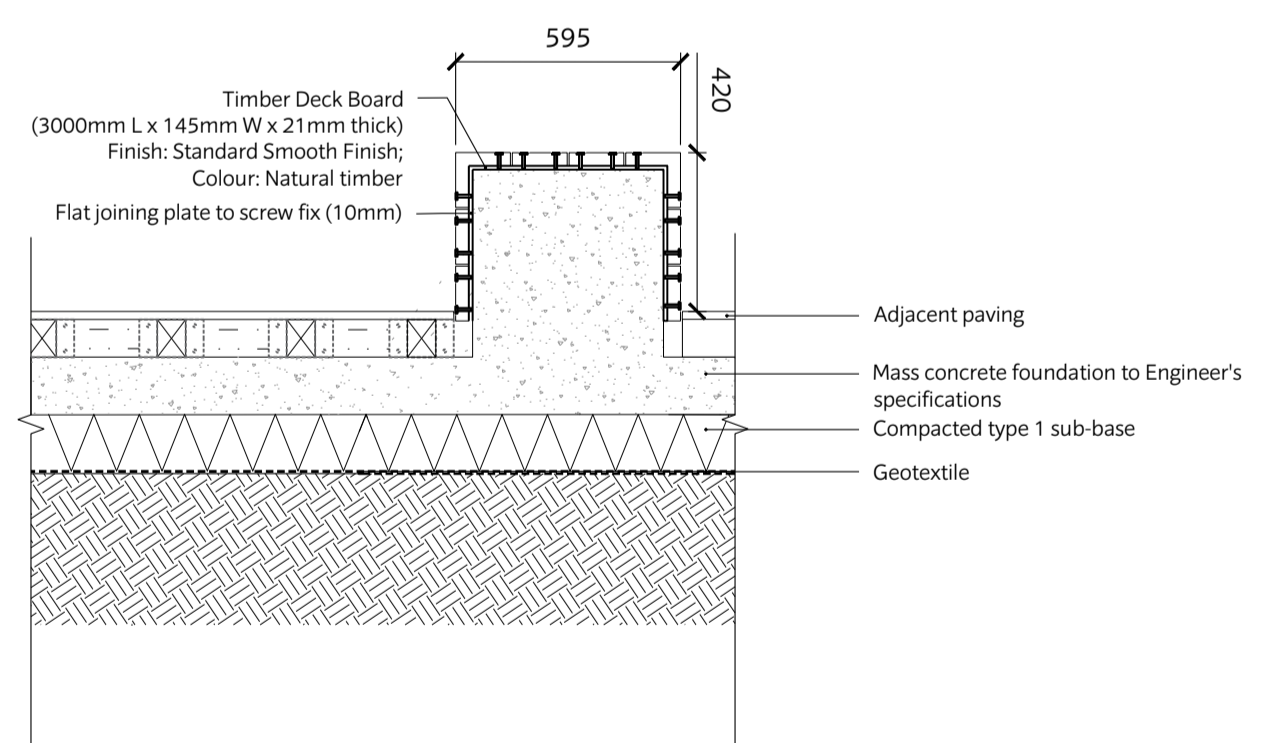 595
420
Timber Deck Board
(3000mm L x 145mm W x 21mm thick)
Finish: Standard Smooth Finish;
Colour: Natural timber
Flat joining plate to screw fix (10mm)
Adjacent paving
Mass concrete foundation to Engineer's
specifications
Compacted type 1 sub-base
Geotextile